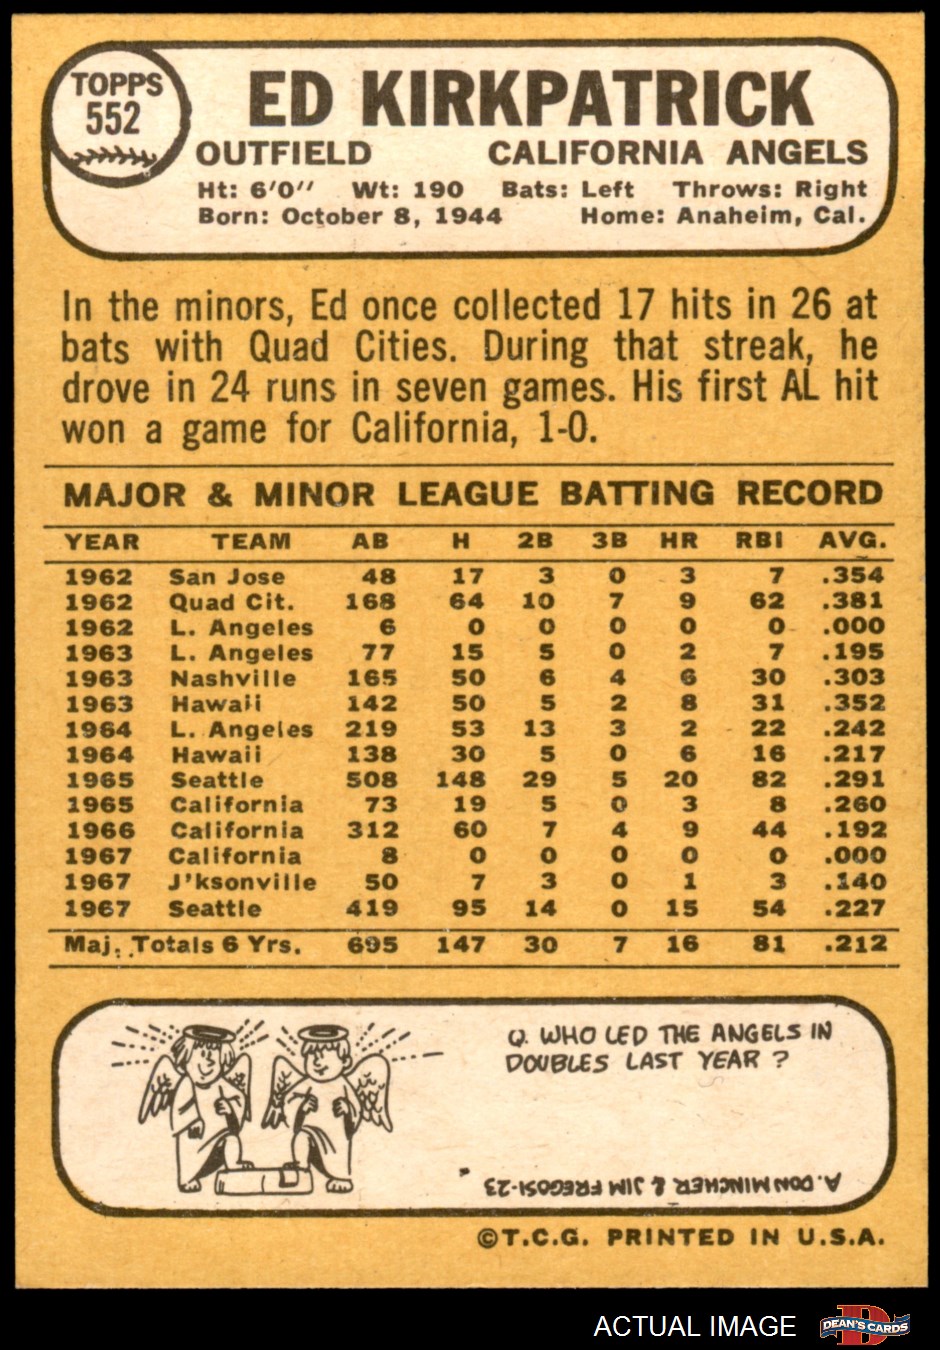 TOPPS
552
ED KIRKPATRICK
OUTFIELD CALIFORNIA ANGELS
Ht: 6'0" Wt: 190 Bats: Left Throws: Right
Born: October 8, 1944 Home: Anaheim, Cal.
In the minors, Ed once collected 17 hits in 26 at
bats with Quad Cities. During that streak, he
drove in 24 runs in seven games. His first AL hit
won a game for California, 1-0.
MAJOR & MINOR LEAGUE BATTING RECORD
YEAR TEAM AB H 2B 3B HR RBI AVG.
1962 San Jose 48 17 3 0 3 7 .354
1962 Quad Cit. 168 64 10 7 9 62 .381
1962 L. Angeles 6 0 0 0 0 0 .000
1963 L. Angeles 77 15 5 0 2 7 .195
1963 Nashville 165 50 6 4 6 30 .303
1963 Hawaii 142 50 5 2 8 31 .352
1964 L. Angeles 219 53 13 3 2 22 .242
1964 Hawaii 138 30 5 0 6 16 .217
1965 Seattle 508 148 29 5 20 82 .291
1965 California 73 19 5 0 3 8 .260
1966 California 312 60 7 4 9 44 .192
1967 California 8 0 0 0 0 0 .000
1967 J'ksonville 50 7 3 0 1 3 .140
1967 Seattle 419 95 14 0 15 54 .227
Maj. Totals 6 Yrs. 695 147 30 7 16 81 .212
Q. WHO LED THE ANGELS IN
DOUBLES LAST YEAR ?
A. DON MINCHER & JIM FREGOSI-23
©T.C.G. PRINTED IN U.S.A.
ACTUAL IMAGE
D
DEAN'S CARDS